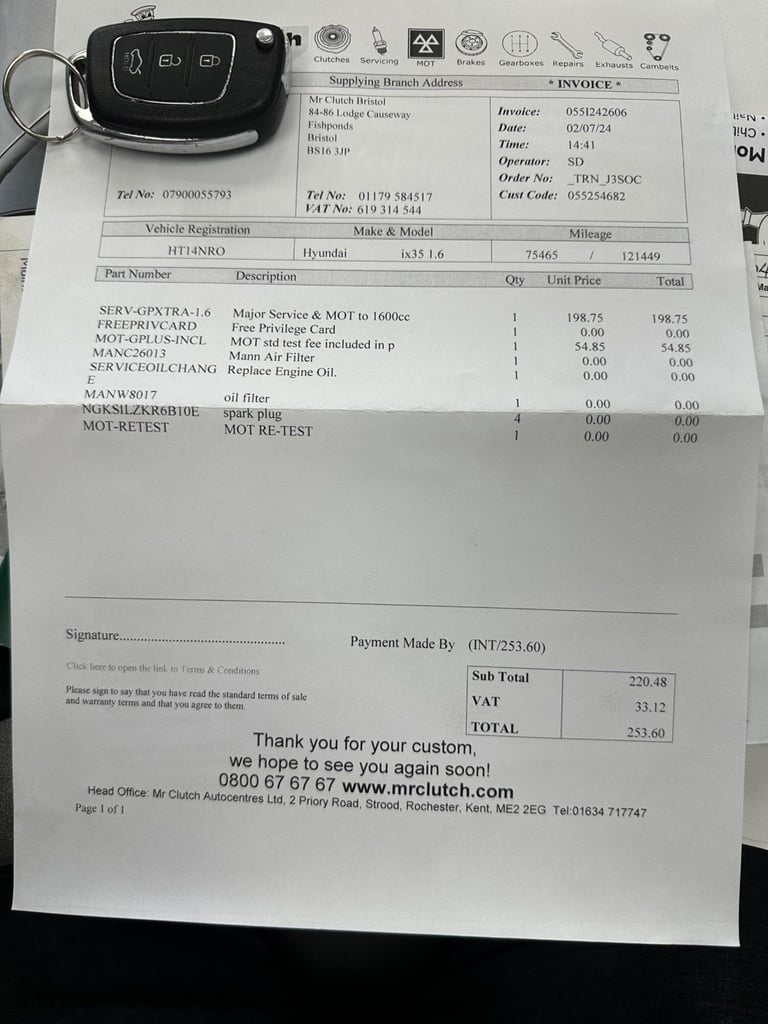 h
Clutches Servicing MOT Brakes Gearboxes Repairs Exhausts Cambelts
Supplying Branch Address * INVOICE *
Mr Clutch Bristol
84-86 Lodge Causeway
Fishponds
Bristol
BS16 3JP
Tel No: 07900055793
Tel No: 01179 584517
VAT No: 619 314 544
Invoice: 055I242606
Date: 02/07/24
Time: 14:41
Operator: SD
Order No: _TRN_J3SOC
Cust Code: 055254682
Vehicle Registration Make & Model Mileage
HT14NRO Hyundai ix35 1.6 75465 / 121449
Part Number Description Qty Unit Price Total
SERV-GPXTRA-1.6 Major Service & MOT to 1600cc 1 198.75 198.75
FREEPRIVCARD Free Privilege Card 1 0.00 0.00
MOT-GPLUS-INCL MOT std test fee included in p 1 54.85 54.85
MANC26013 Mann Air Filter 1 0.00 0.00
SERVICEOILCHANG Replace Engine Oil. 1 0.00 0.00
E
MANW8017 oil filter 1 0.00 0.00
NGKSILZKR6B10E spark plug 4 0.00 0.00
MOT-RETEST MOT RE-TEST 1 0.00 0.00
Signature.............................................
Payment Made By (INT/253.60)
Click here to open the link to Terms & Conditions
Please sign to say that you have read the standard terms of sale
and warranty terms and that you agree to them.
Sub Total 220.48
VAT 33.12
TOTAL 253.60
Thank you for your custom,
we hope to see you again soon!
0800 67 67 67 www.mrclutch.com
Head Office: Mr Clutch Autocentres Ltd, 2 Priory Road, Strood, Rochester, Kent, ME2 2EG Tel:01634 717747
Page 1 of 1